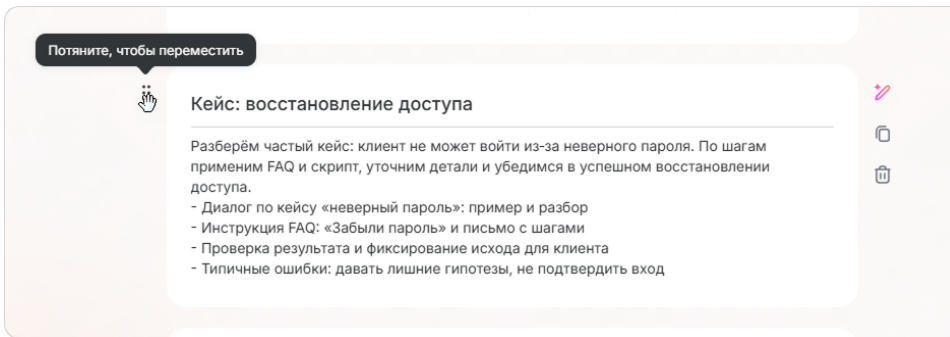 Потяните, чтобы переместить
Кейс: восстановление доступа
Разберём частый кейс: клиент не может войти из-за неверного пароля. По шагам
применим FAQ и скрипт, уточним детали и убедимся в успешном восстановлении
доступа.
- Диалог по кейсу «неверный пароль»: пример и разбор
- Инструкция FAQ: «Забыли пароль» и письмо с шагами
- Проверка результата и фиксирование исхода для клиента
- Типичные ошибки: давать лишние гипотезы, не подтвердить вход